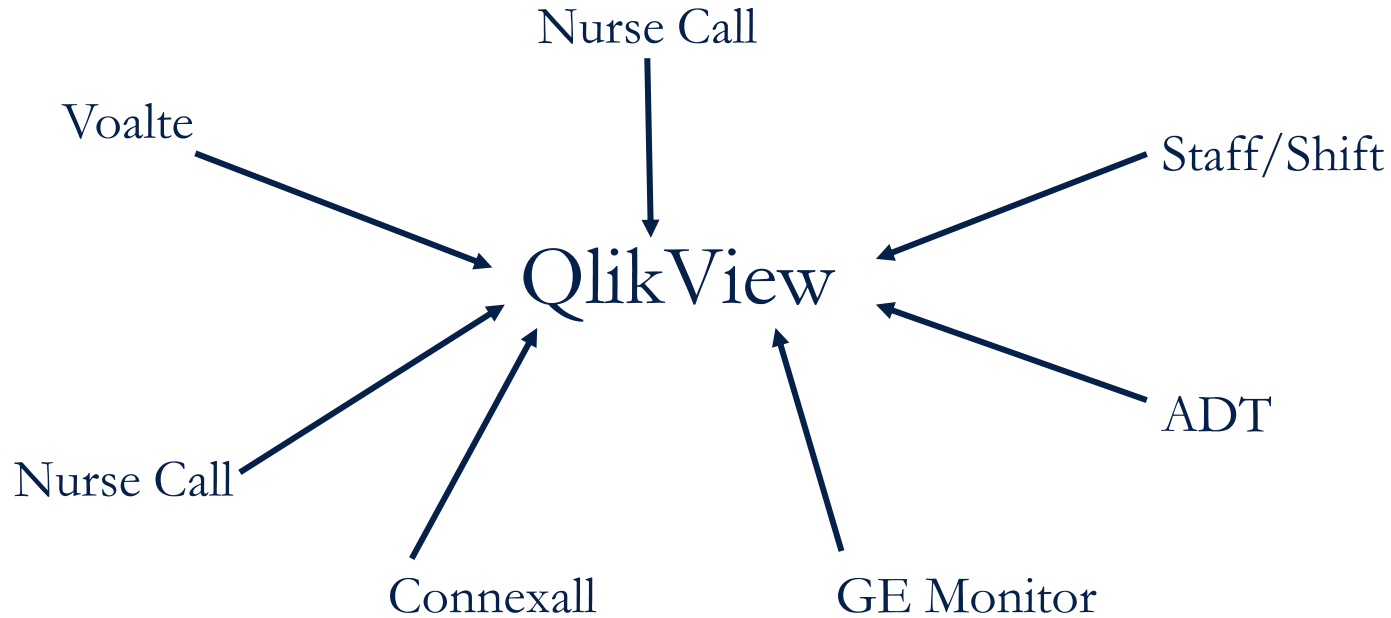 Nurse Call
Voalte
Staff/Shift
QlikView
ADT
Nurse Call
Connexall
GE Monitor